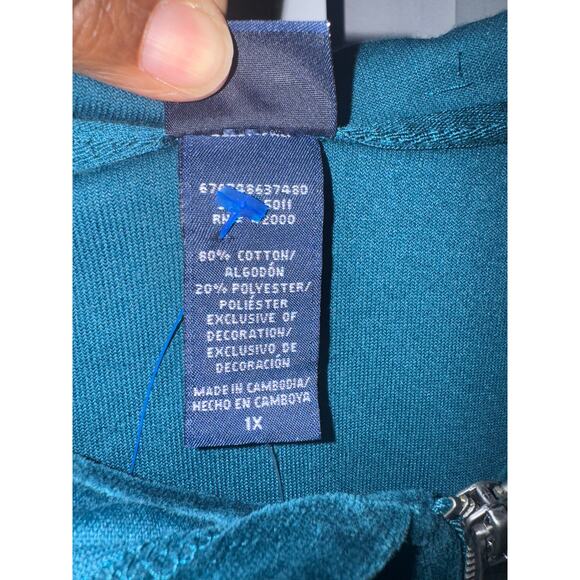 80% COTTON/
ALGODÓN
20% POLYESTER/
POLIÉSTER
EXCLUSIVE OF
DECORATION/
EXCLUSIVO DE
DECORACIÓN
MADE IN CAMBODIA/
HECHO EN CAMBOYA
1X